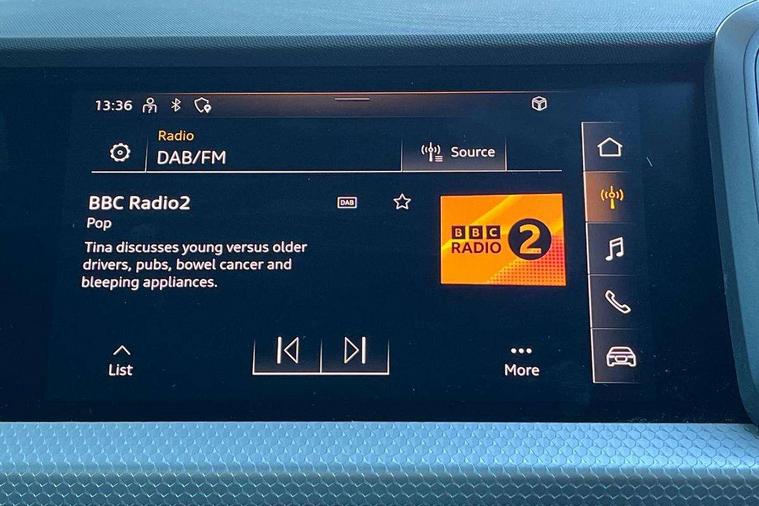 13:36
Radio
DAB/FM
Source
BBC Radio2
DAB
Pop
Tina discusses young versus older
drivers, pubs, bowel cancer and
bleeping appliances.
BBC
RADIO 2
List
More